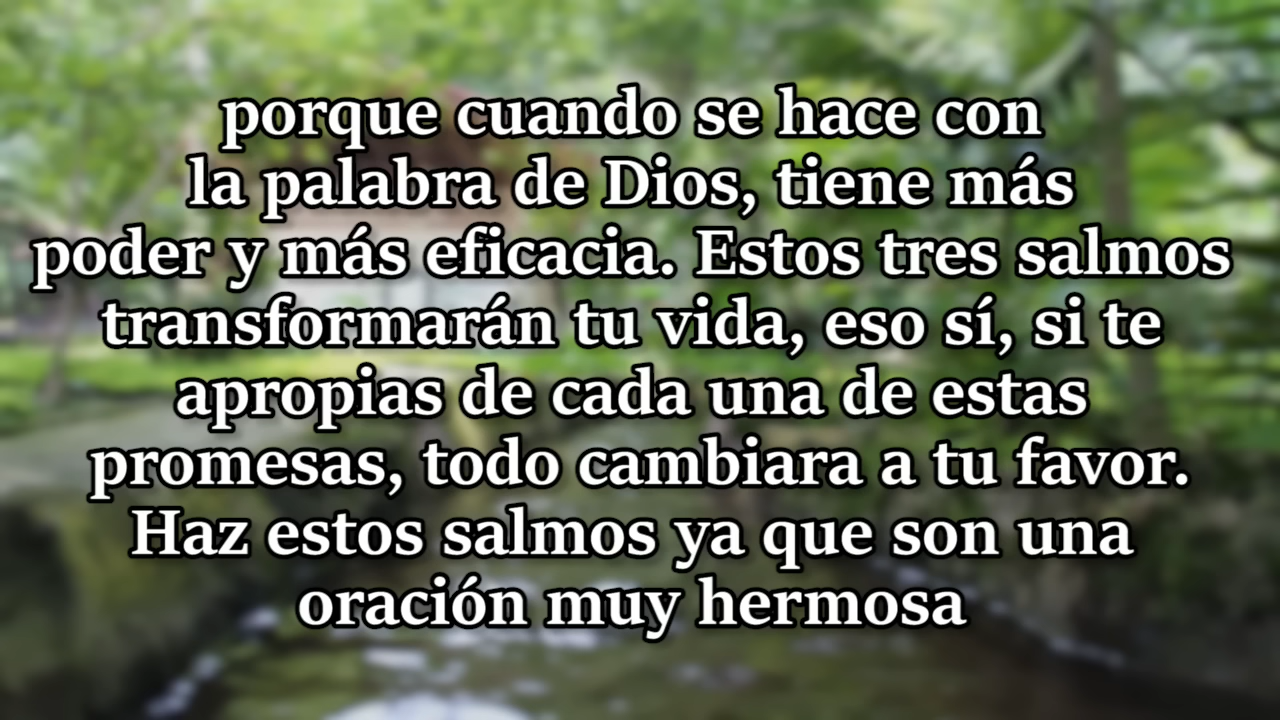 porque cuando se hace con
la palabra de Dios, tiene más
poder y más eficacia. Estos tres salmos
transformarán tu vida, eso sí, si te
apropias de cada una de estas
promesas, todo cambiara a tu favor.
Haz estos salmos ya que son una
oración muy hermosa